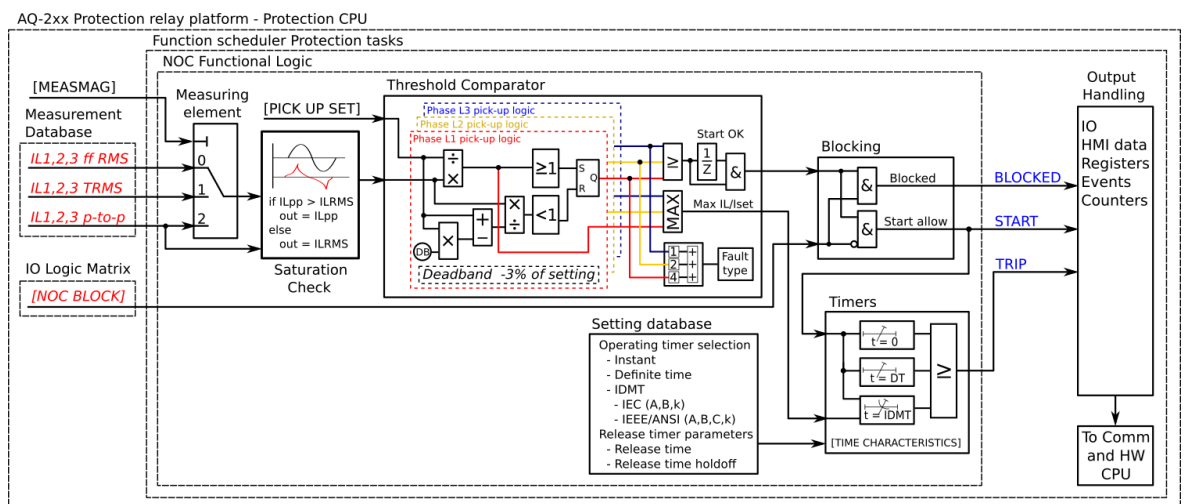 AQ-2xx Protection relay platform - Protection CPU
Function scheduler Protection tasks
NOC Functional Logic
[MEASMAG]
Measurement
Database
IL1,2,3 ff RMS
IL1,2,3 TRMS
IL1,2,3 p-to-p
IO Logic Matrix
[NOC BLOCK]
Measuring
element
0
1
2
[PICK UP SET]
if ILpp > ILRMS
out = ILpp
else
out = ILRMS
Saturation
Check
Threshold Comparator
Phase L3 pick-up logic
Phase L2 pick-up logic
Phase L1 pick-up logic
÷
×
≥1
S
R
Q
+
−
×
÷
<1
DB
×
Deadband -3% of setting
≥
Start OK
1
Z
&
MAX
Max IL/Iset
1 +
2
4 +
Fault
type
Blocking
&
Blocked
&
Start allow
BLOCKED
START
TRIP
Setting database
Operating timer selection
- Instant
- Definite time
- IDMT
- IEC (A,B,k)
- IEEE/ANSI (A,B,C,k)
Release timer parameters
- Release time
- Release time holdoff
Timers
t = 0
t = DT
t = IDMT
≥
[TIME CHARACTERISTICS]
Output
Handling
IO
HMI data
Registers
Events
Counters
To Comm
and HW
CPU